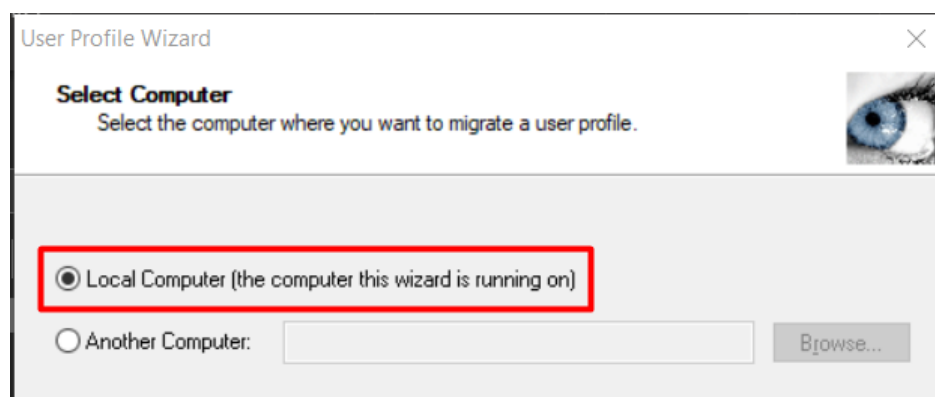 User Profile Wizard
Select Computer
Select the computer where you want to migrate a user profile.
Local Computer (the computer this wizard is running on)
Another Computer:
Browse...